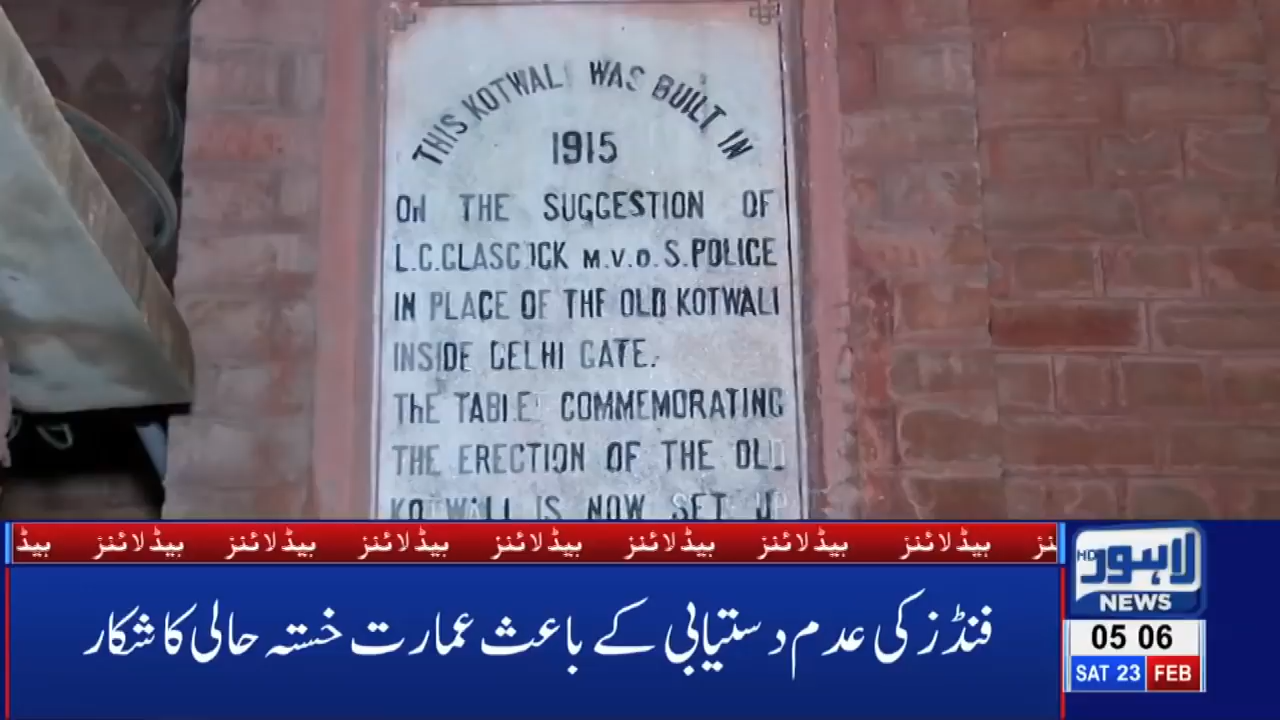 THIS KOTWALI WAS BUILT IN
1915
ON THE SUGGESTION OF
L.C.GLASCOCK M.V.O. S.POLICE
IN PLACE OF THE OLD KOTWALI
INSIDE DELHI GATE.
THE TABLET COMMEMORATING
THE ERECTION OF THE OLD
KOTWALI IS NOW SET UP
ہیڈلائنز ہیڈلائنز ہیڈلائنز ہیڈلائنز ہیڈلائنز ہیڈلائنز ہیڈلائنز
فنڈز کی عدم دستیابی کے باعث عمارت خستہ حالی کا شکار
HD لاہور
NEWS
05 06
SAT 23 FEB